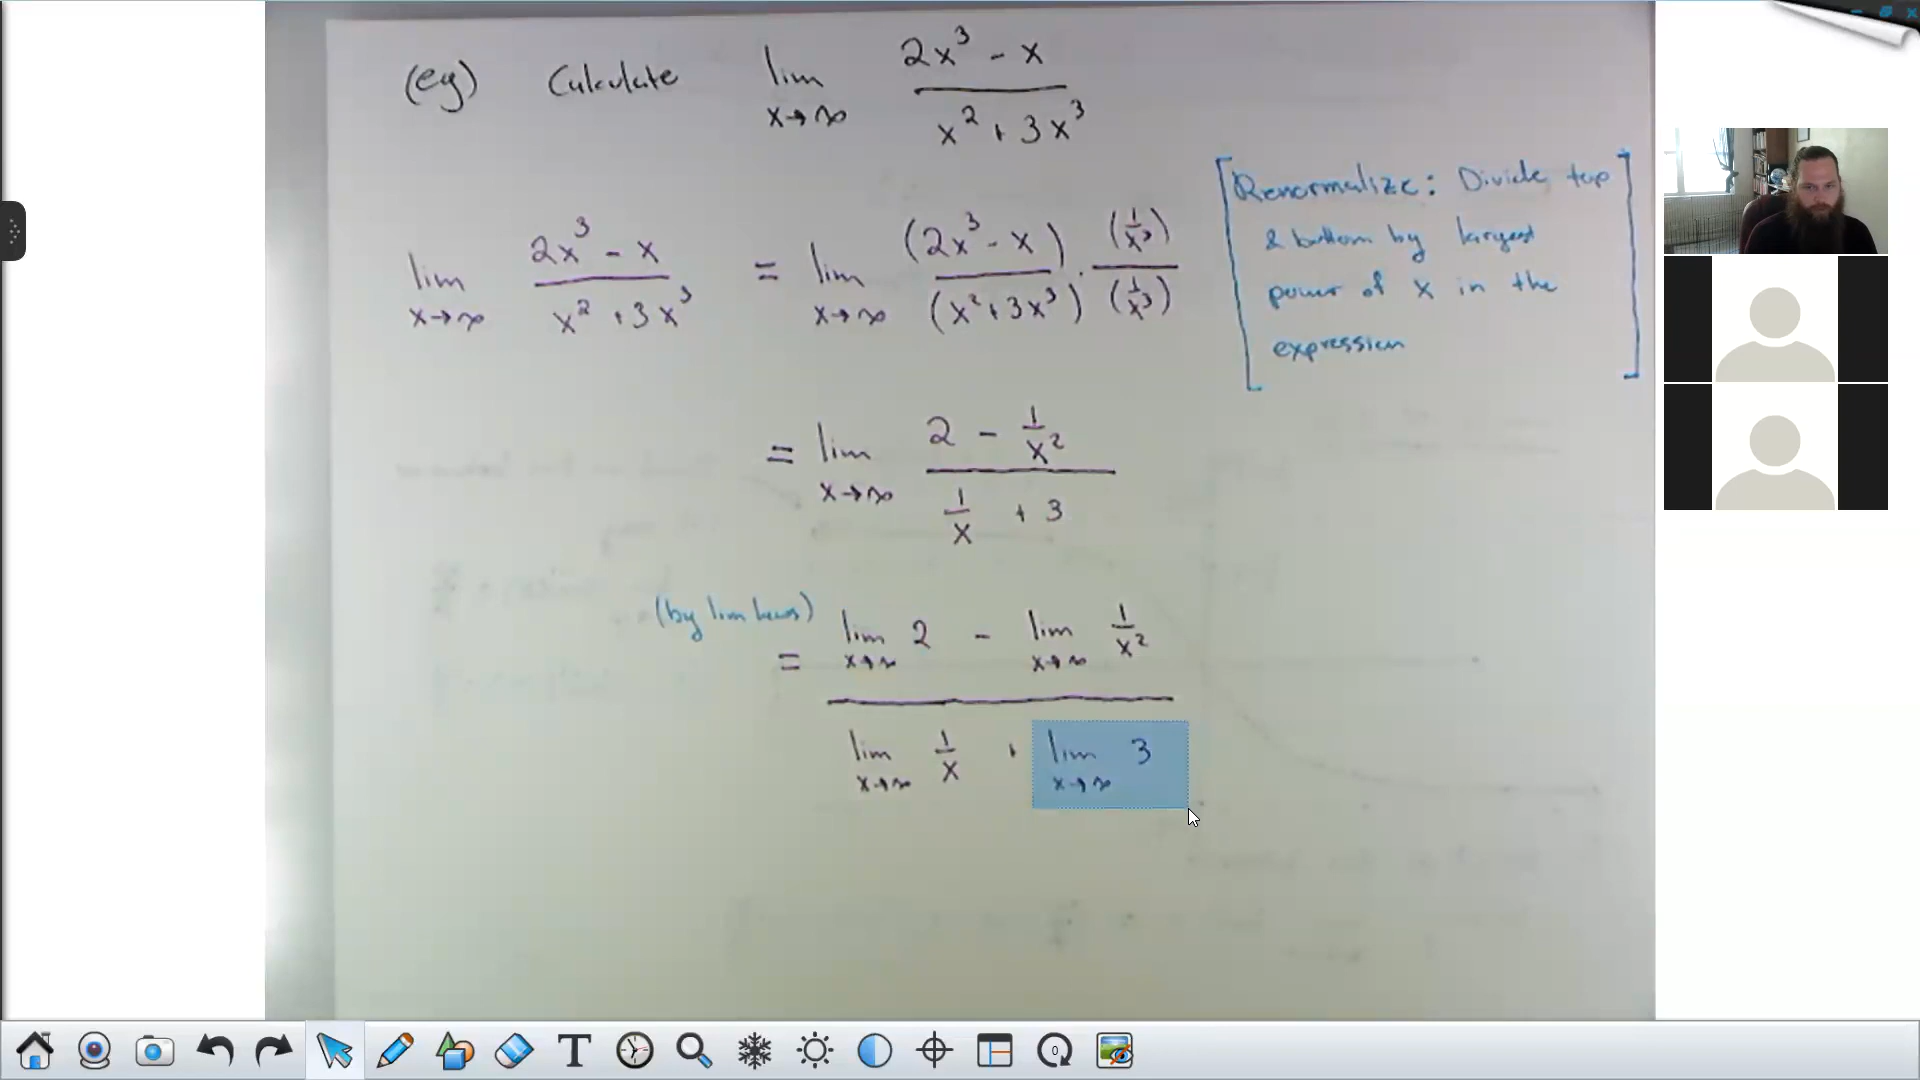 (eg) Calculate lim x→∞ (2x³ - x)/(x² + 3x³)
lim x→∞ (2x³ - x)/(x² + 3x³) = lim x→∞ (2x³ - x)/(x² + 3x³) · (1/x³)/(1/x³)
[Renormalize: Divide top
& bottom by largest
power of x in the
expression]
= lim x→∞ (2 - 1/x²)/(1/x + 3)
(by lim laws)
= (lim x→∞ 2 - lim x→∞ 1/x²)/(lim x→∞ 1/x + lim x→∞ 3)
T
0